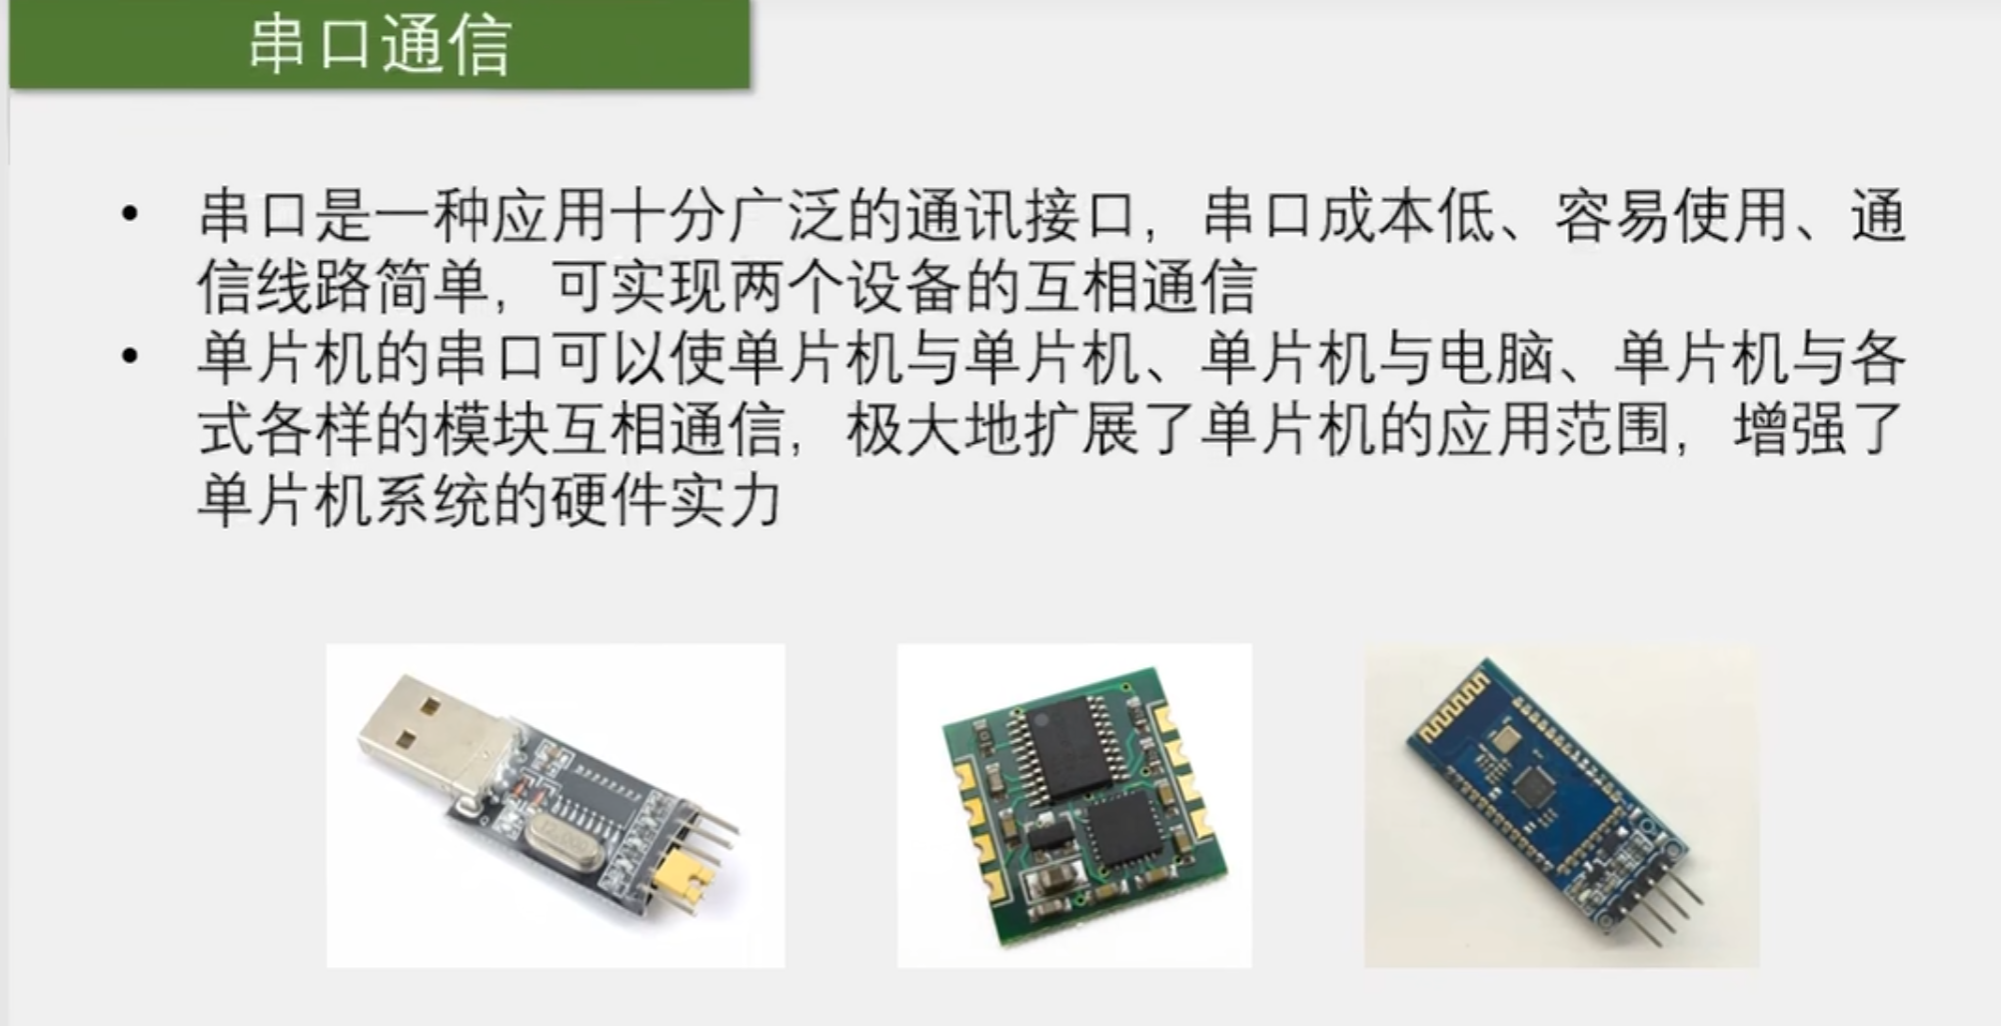 串口通信
• 串口是一种应用十分广泛的通讯接口，串口成本低、容易使用、通
信线路简单，可实现两个设备的互相通信
• 单片机的串口可以使单片机与单片机、单片机与电脑、单片机与各
式各样的模块互相通信，极大地扩展了单片机的应用范围，增强了
单片机系统的硬件实力